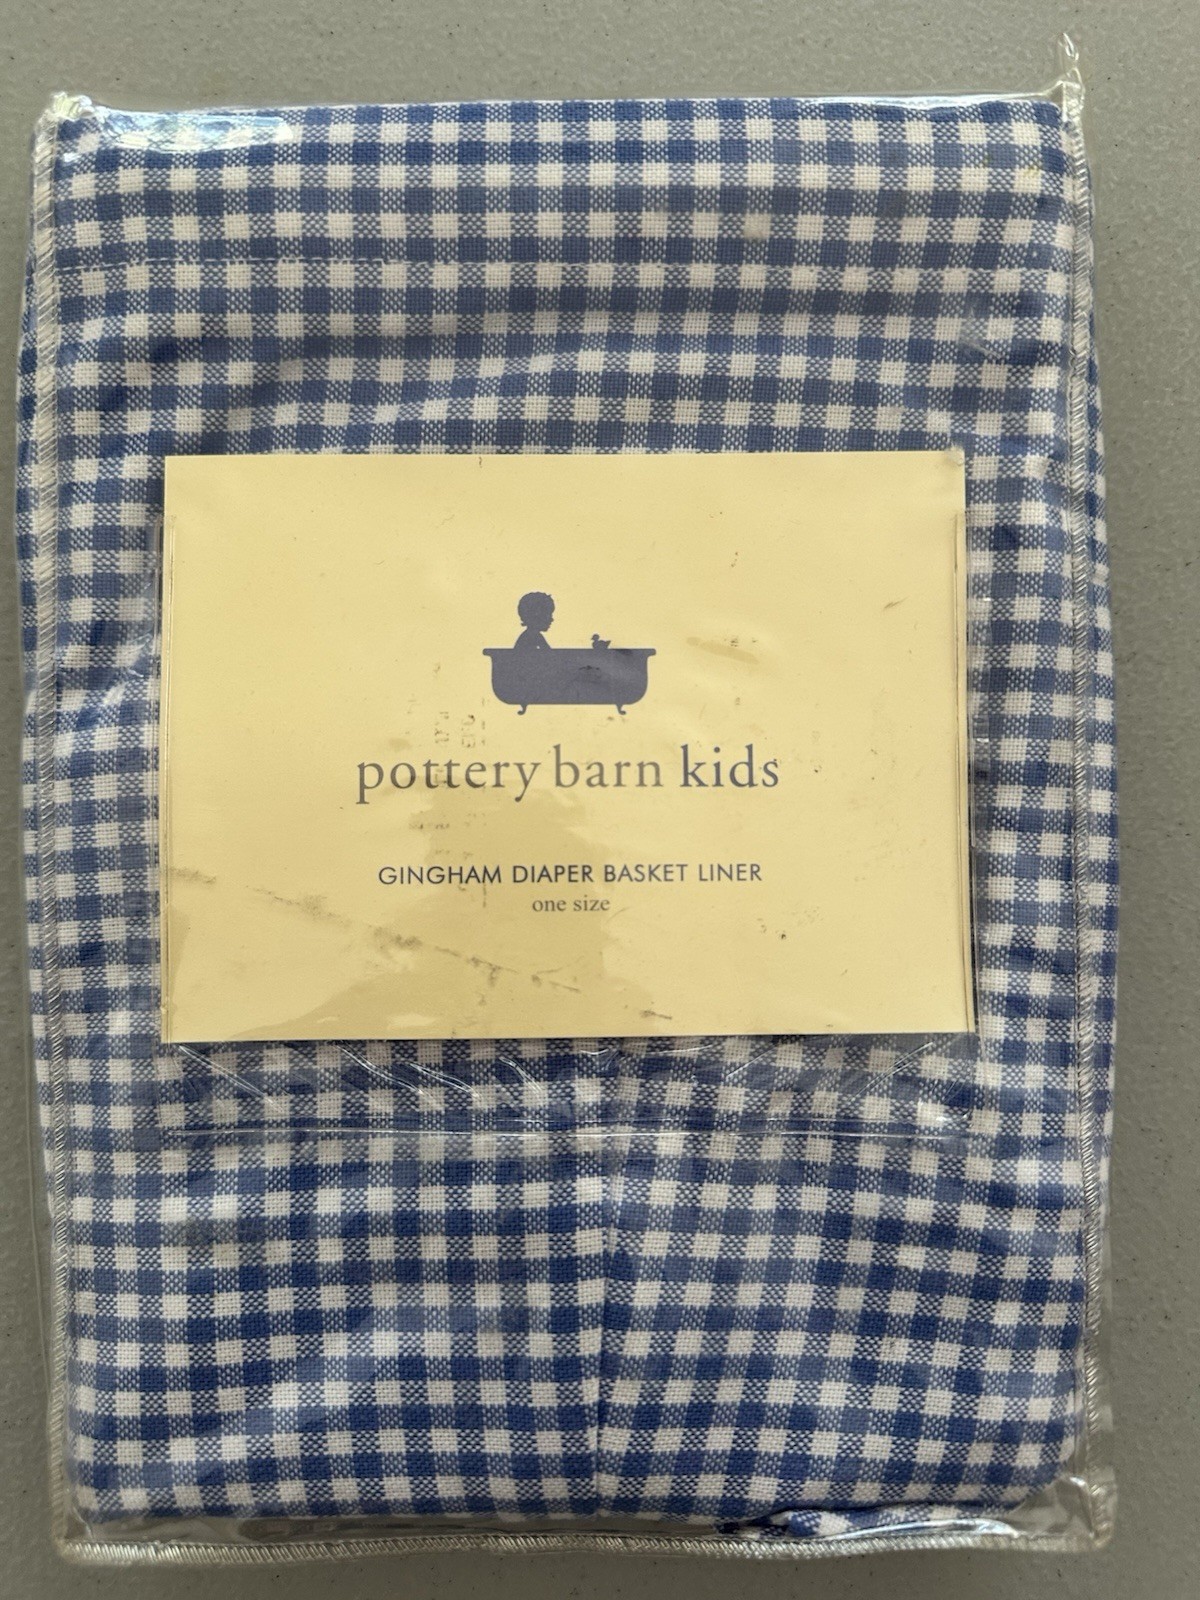 pottery barn kids
GINGHAM DIAPER BASKET LINER
one size